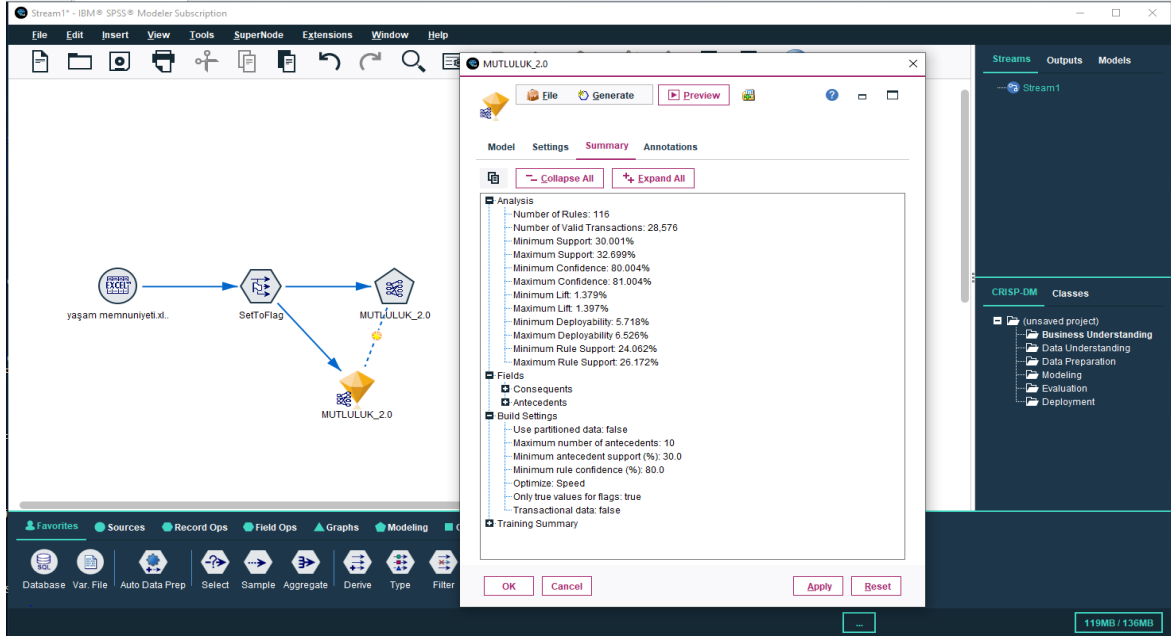 Stream1* - IBM® SPSS® Modeler Subscription
File Edit Insert View Tools SuperNode Extensions Window Help
MUTLULUK_2.0
File Generate Preview
Model Settings Summary Annotations
Collapse All Expand All
Analysis
Number of Rules: 116
Number of Valid Transactions: 28,576
Minimum Support: 30.001%
Maximum Support: 32.699%
Minimum Confidence: 80.004%
Maximum Confidence: 81.004%
Minimum Lift: 1.379%
Maximum Lift: 1.397%
Minimum Deployability: 5.718%
Maximum Deployability 6.526%
Minimum Rule Support: 24.062%
Maximum Rule Support: 26.172%
Fields
Consequents
Antecedents
Build Settings
Use partitioned data: false
Maximum number of antecedents: 10
Minimum antecedent support (%): 30.0
Minimum rule confidence (%): 80.0
Optimize: Speed
Only true values for flags: true
Transactional data: false
Training Summary
OK Cancel Apply Reset
EXCEL
yaşam memnuniyeti.xl..
SetToFlag
MUTLULUK_2.0
MUTLULUK_2.0
Streams Outputs Models
Stream1
CRISP-DM Classes
(unsaved project)
Business Understanding
Data Understanding
Data Preparation
Modeling
Evaluation
Deployment
Favorites Sources Record Ops Field Ops Graphs Modeling
SQL
Database Var. File Auto Data Prep Select Sample Aggregate Derive Type Filter
...
119MB / 136MB